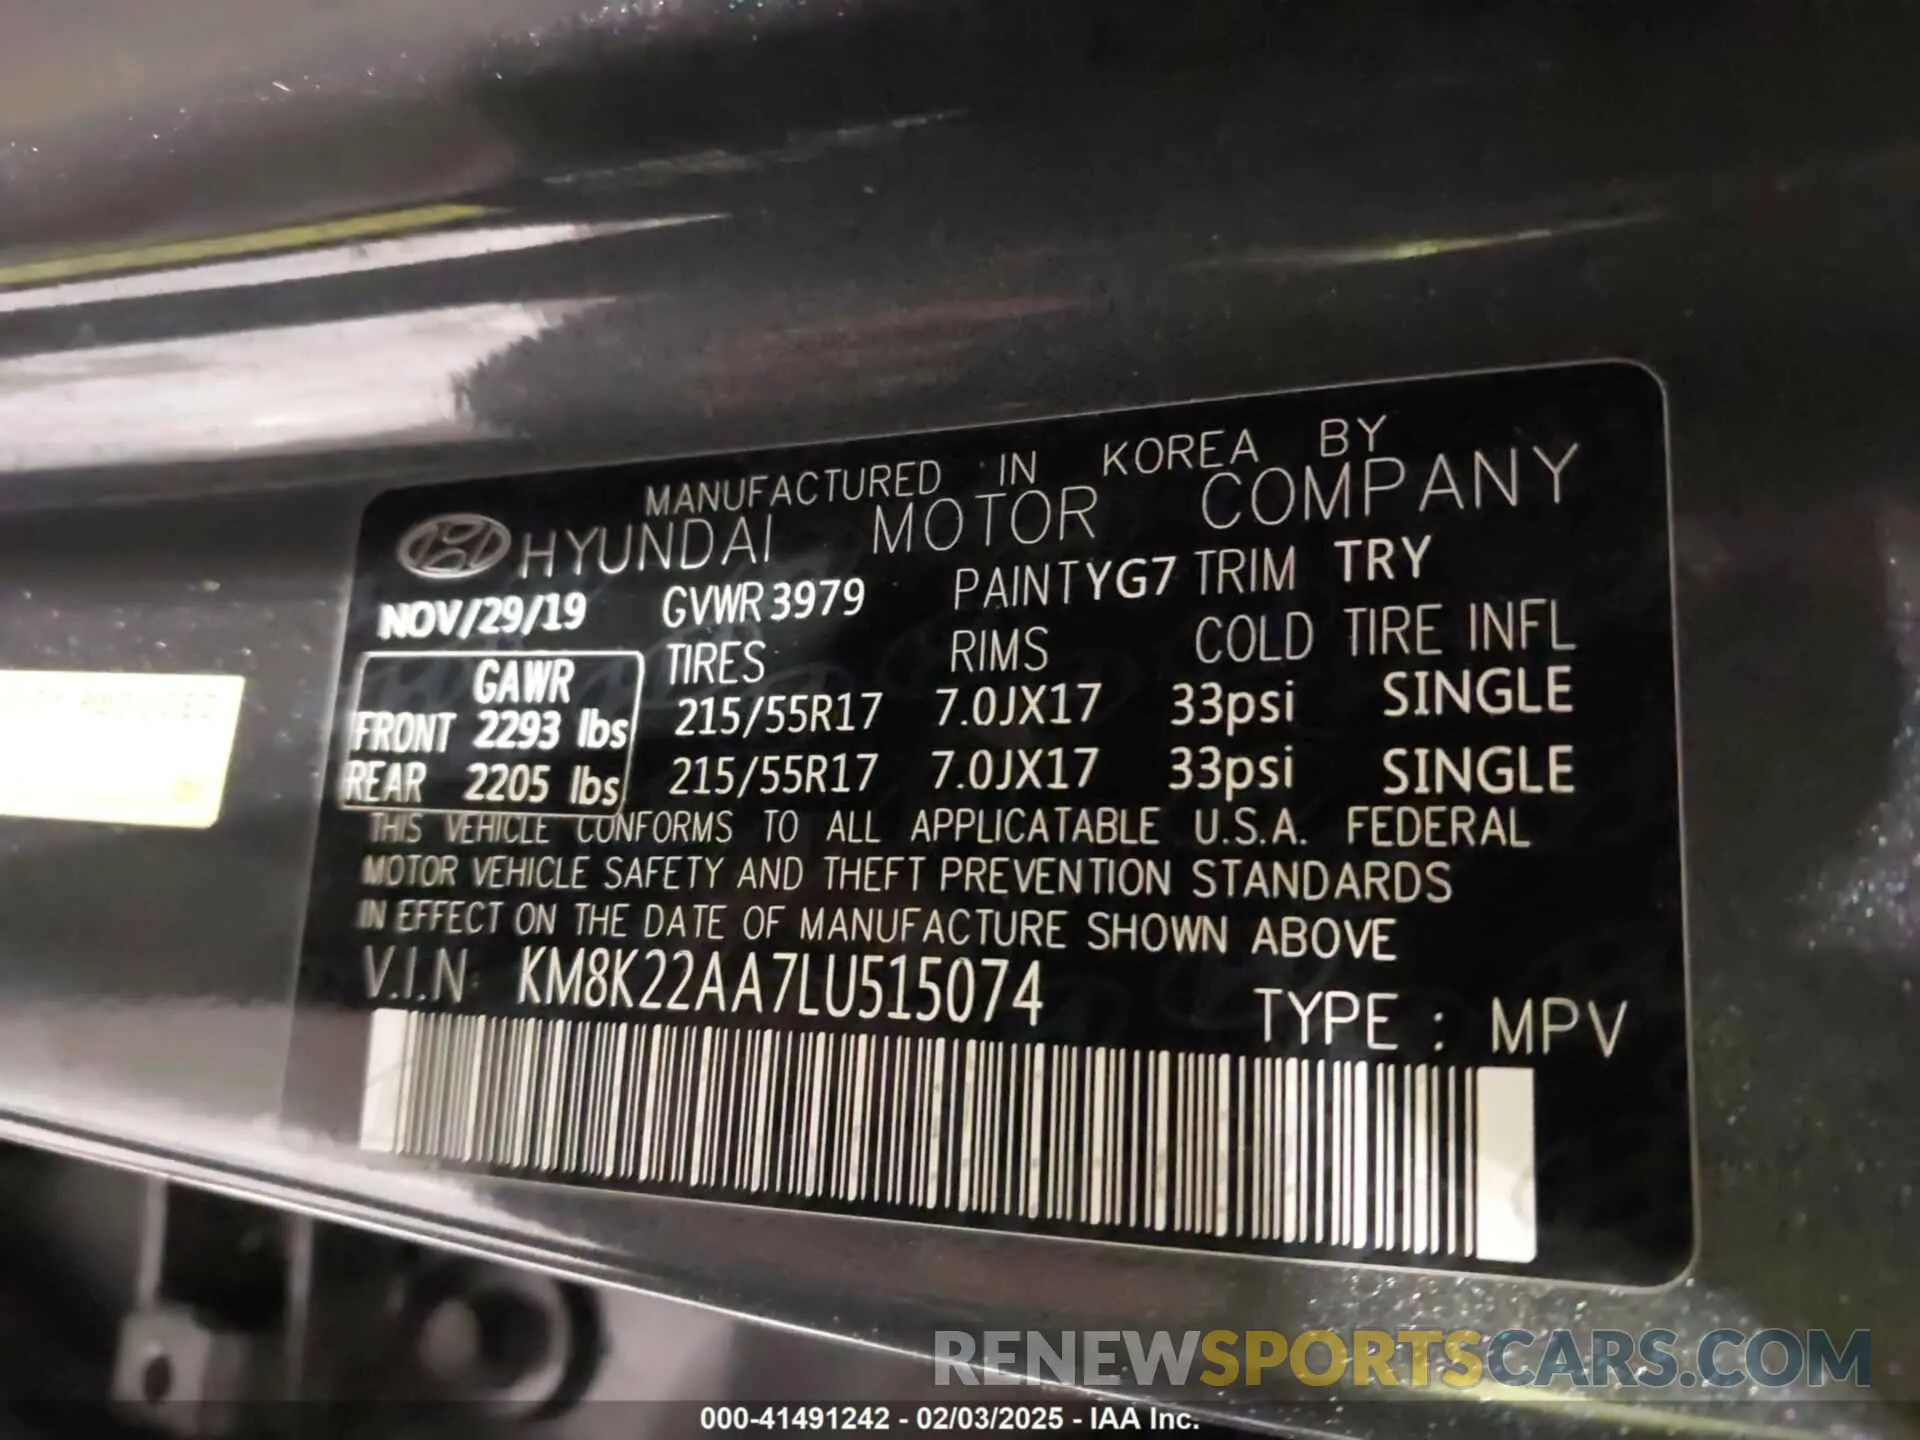 MANUFACTURED IN KOREA BY
HYUNDAI MOTOR COMPANY
NOV/29/19 GVWR 3979 PAINT YG7 TRIM TRY
GAWR TIRES RIMS COLD TIRE INFL
FRONT 2293 lbs 215/55R17 7.0JX17 33psi SINGLE
REAR 2205 lbs 215/55R17 7.0JX17 33psi SINGLE
THIS VEHICLE CONFORMS TO ALL APPLICATABLE U.S.A. FEDERAL
MOTOR VEHICLE SAFETY AND THEFT PREVENTION STANDARDS
IN EFFECT ON THE DATE OF MANUFACTURE SHOWN ABOVE
V.I.N: KM8K22AA7LU515074
TYPE : MPV
RENEWSPORTSCARS.COM
000-41491242 - 02/03/2025 - IAA Inc.